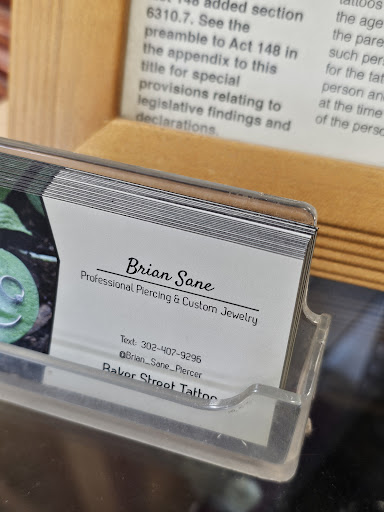 148 added section
6310.7. See the
preamble to Act 148 in
the appendix to this
title for special
provisions relating to
legislative findings and
declarations.
tattoos
the age
the pare
such per
for the tat
person an
at the time
of the perso
Brian Sane
Professional Piercing & Custom Jewelry
Text: 302-407-9296
@Brian_Sane_Piercer
Baker Street Tattoo